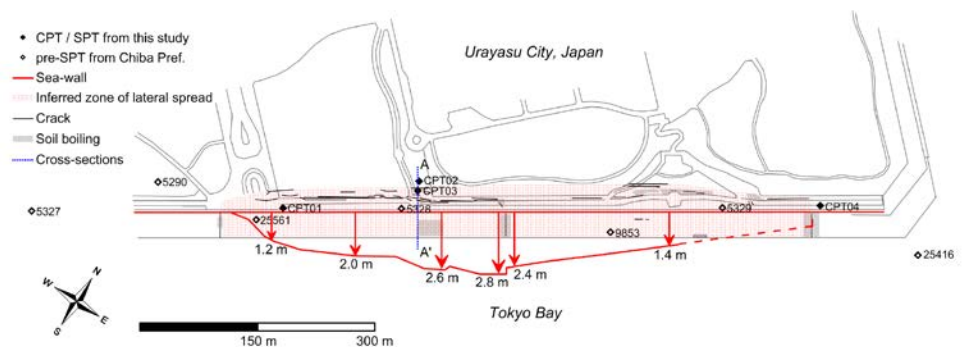 CPT / SPT from this study
pre-SPT from Chiba Pref.
Sea-wall
Inferred zone of lateral spread
Crack
Soil boiling
Cross-sections
Urayasu City, Japan
A
CPT02
CPT03
5290
5327
CPT01
5328
5329
CPT04
25561
9853
A'
25416
1.2 m
2.0 m
2.6 m
2.8 m
2.4 m
1.4 m
N
W
E
S
Tokyo Bay
150 m
300 m